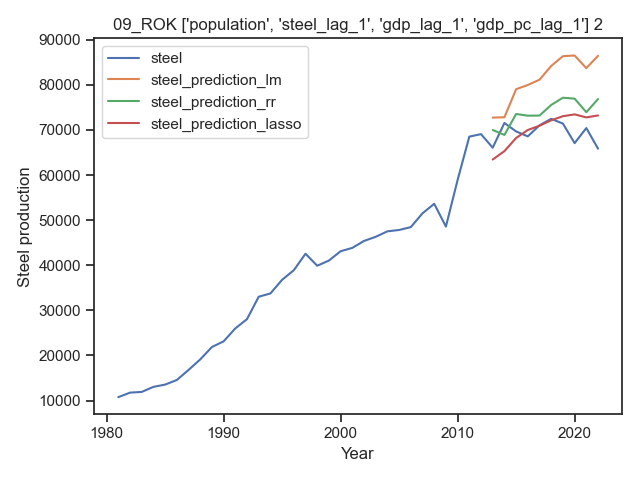 09_ROK ['population', 'steel_lag_1', 'gdp_lag_1', 'gdp_pc_lag_1'] 2
90000
80000
70000
60000
50000
40000
30000
20000
10000
Steel production
steel
steel_prediction_lm
steel_prediction_rr
steel_prediction_lasso
1980
1990
2000
2010
2020
Year